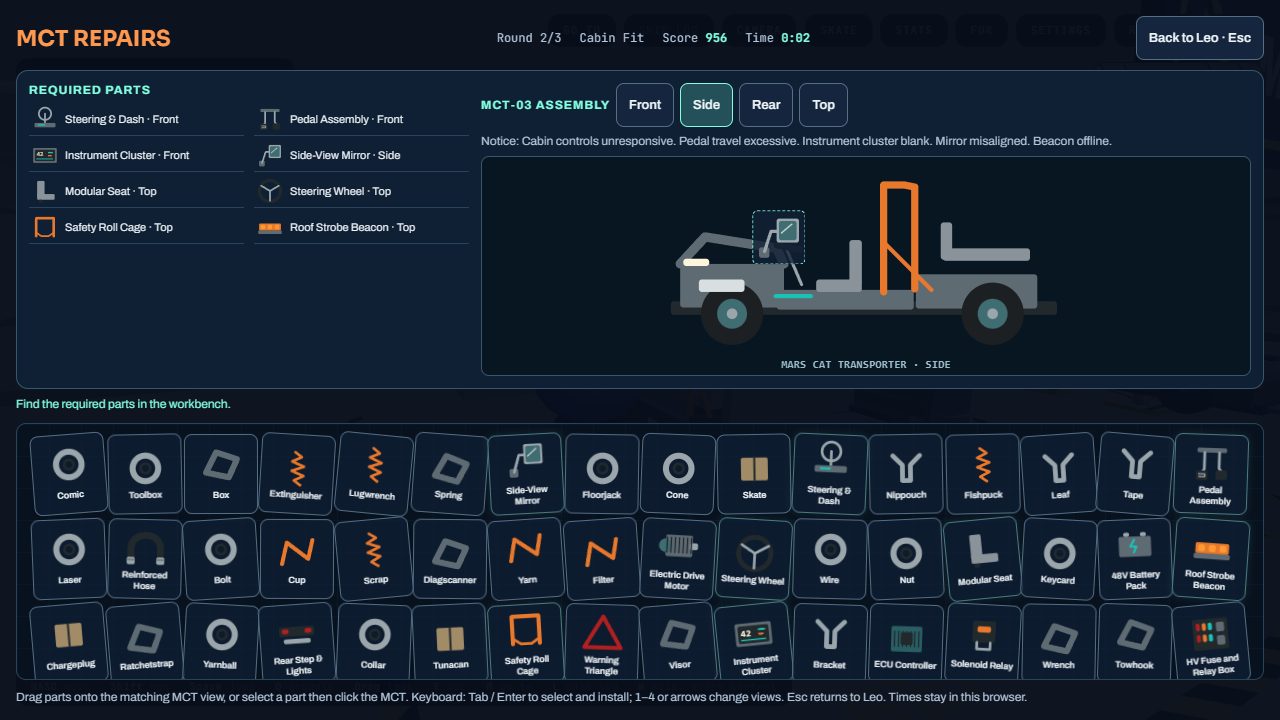 MCT REPAIRS
Round 2/3 Cabin Fit Score 956 Time 0:02
Back to Leo · Esc
REQUIRED PARTS
Steering & Dash · Front
Pedal Assembly · Front
Instrument Cluster · Front
Side-View Mirror · Side
Modular Seat · Top
Steering Wheel · Top
Safety Roll Cage · Top
Roof Strobe Beacon · Top
MCT-03 ASSEMBLY
Front
Side
Rear
Top
Notice: Cabin controls unresponsive. Pedal travel excessive. Instrument cluster blank. Mirror misaligned. Beacon offline.
MARS CAT TRANSPORTER · SIDE
Find the required parts in the workbench.
Comic
Toolbox
Box
Extinguisher
Lugwrench
Spring
Side-View
Mirror
Floorjack
Cone
Skate
Steering &
Dash
Nippouch
Fishpuck
Leaf
Tape
Pedal
Assembly
Laser
Reinforced
Hose
Bolt
Cup
Scrap
Diagscanner
Yarn
Filter
Electric Drive
Motor
Steering Wheel
Wire
Nut
Modular Seat
Keycard
48V Battery
Pack
Roof Strobe
Beacon
Chargeplug
Ratchetstrap
Yarnball
Rear Step &
Lights
Collar
Tunacan
Safety Roll
Cage
Warning
Triangle
Visor
42
Instrument
Cluster
Bracket
ECU Controller
Solenoid Relay
Wrench
Towhook
HV Fuse and
Relay Box
Drag parts onto the matching MCT view, or select a part then click the MCT. Keyboard: Tab / Enter to select and install; 1–4 or arrows change views. Esc returns to Leo. Times stay in this browser.